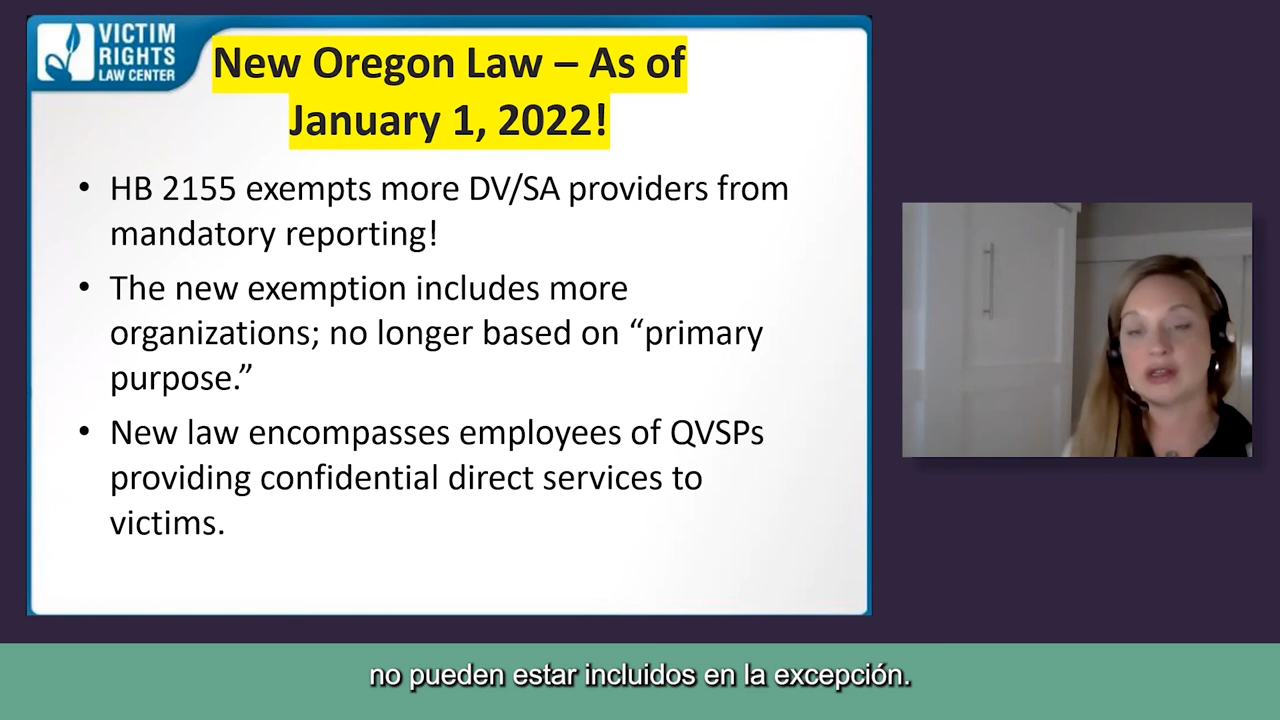 VICTIM
RIGHTS
LAW CENTER
New Oregon Law – As of
January 1, 2022!
• HB 2155 exempts more DV/SA providers from
mandatory reporting!
• The new exemption includes more
organizations; no longer based on “primary
purpose.”
• New law encompasses employees of QVSPs
providing confidential direct services to
victims.
no pueden estar incluidos en la excepción.